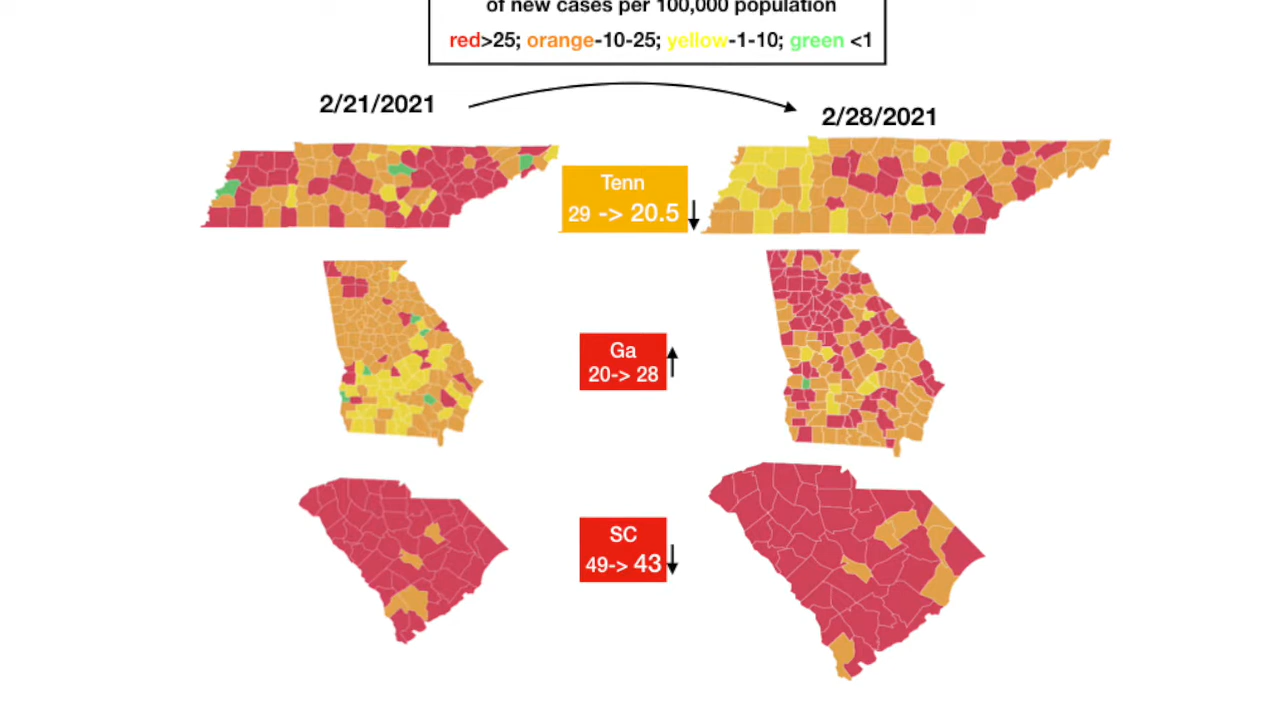 of new cases per 100,000 population
red>25; orange-10-25; yellow-1-10; green <1
2/21/2021
2/28/2021
Tenn
29 -> 20.5
Ga
20-> 28
SC
49-> 43